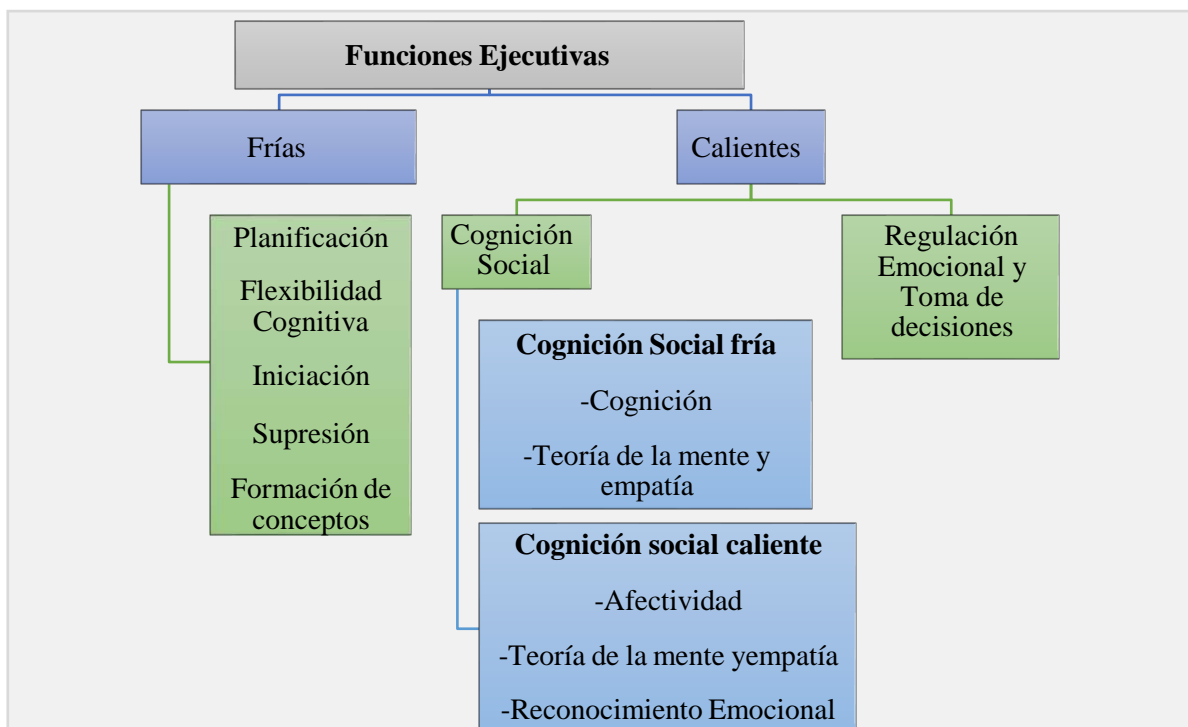 Funciones Ejecutivas
Frías
Calientes
Planificación
Flexibilidad
Cognitiva
Iniciación
Supresión
Formación de
conceptos
Cognición
Social
Regulación
Emocional y
Toma de
decisiones
Cognición Social fría
-Cognición
-Teoría de la mente y
empatía
Cognición social caliente
-Afectividad
-Teoría de la mente yempatía
-Reconocimiento Emocional